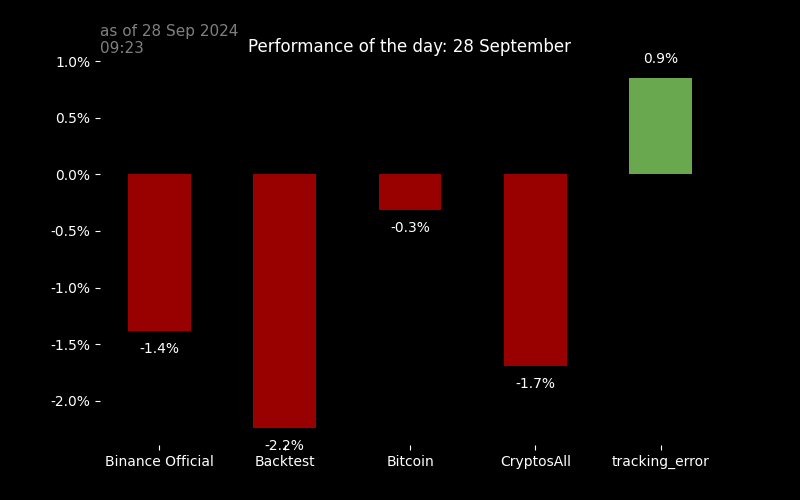 as of 28 Sep 2024
09:23
Performance of the day: 28 September
1.0%
0.5%
0.0%
-0.5%
-1.0%
-1.5%
-2.0%
0.9%
-0.3%
-1.4%
-1.7%
-2.2%
Binance Official
Backtest
Bitcoin
CryptosAll
tracking_error